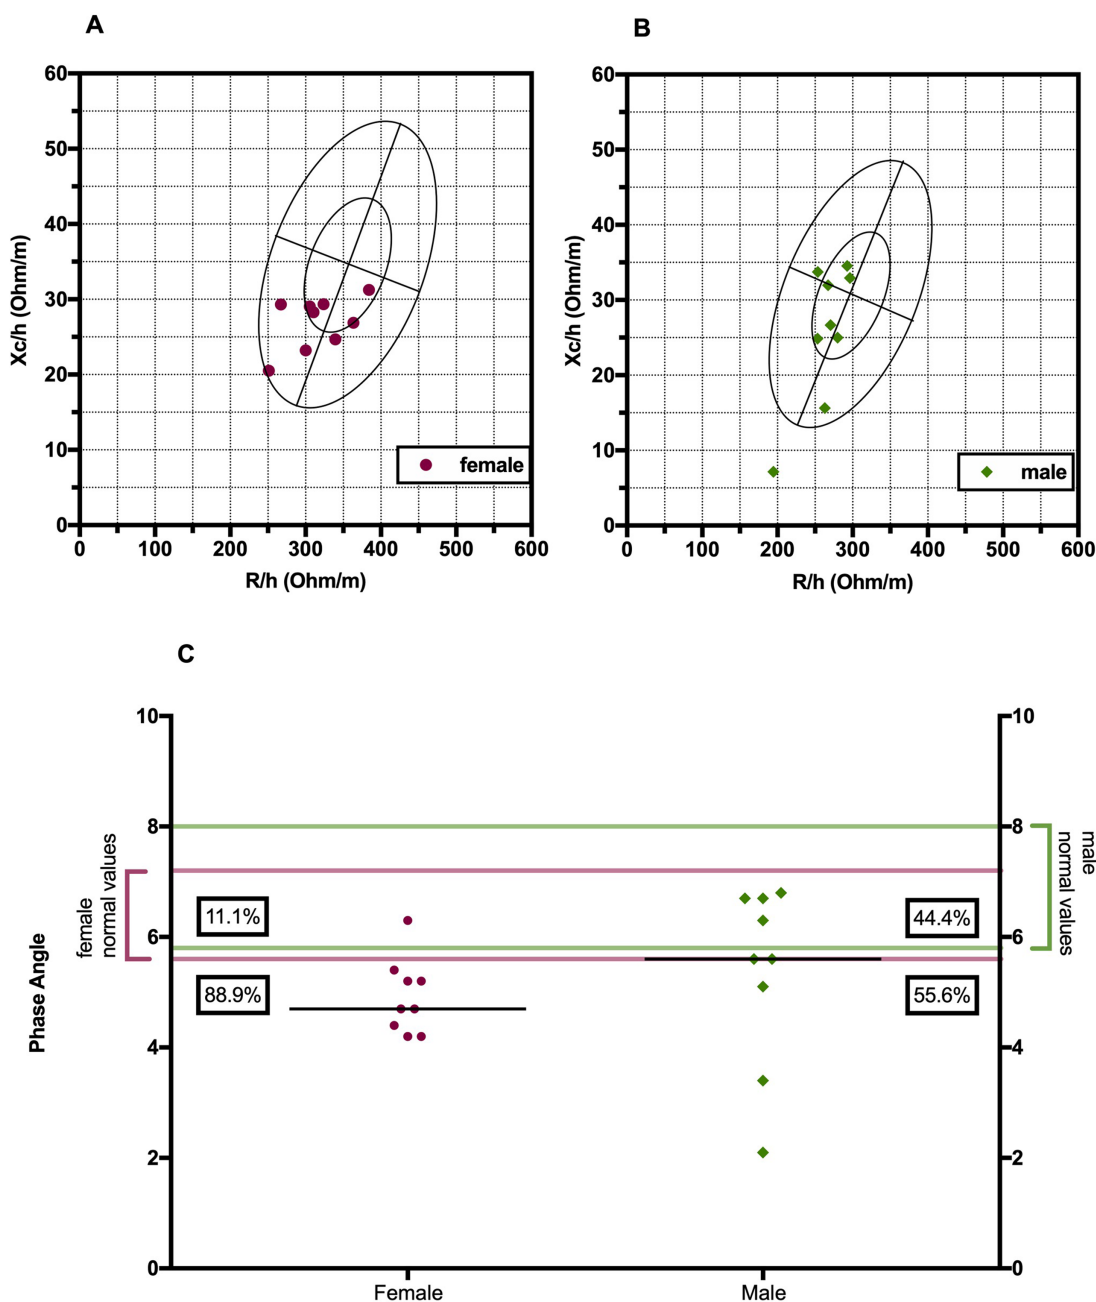 A
60
50
40
30
20
10
0
Xc/h (Ohm/m)
female
0 100 200 300 400 500 600
R/h (Ohm/m)
B
60
50
40
30
20
10
0
Xc/h (Ohm/m)
male
0 100 200 300 400 500 600
R/h (Ohm/m)
C
Phase Angle
10
8
6
4
2
0
female
normal values
11.1%
88.9%
44.4%
55.6%
10
8
6
4
2
0
male
normal values
Female Male